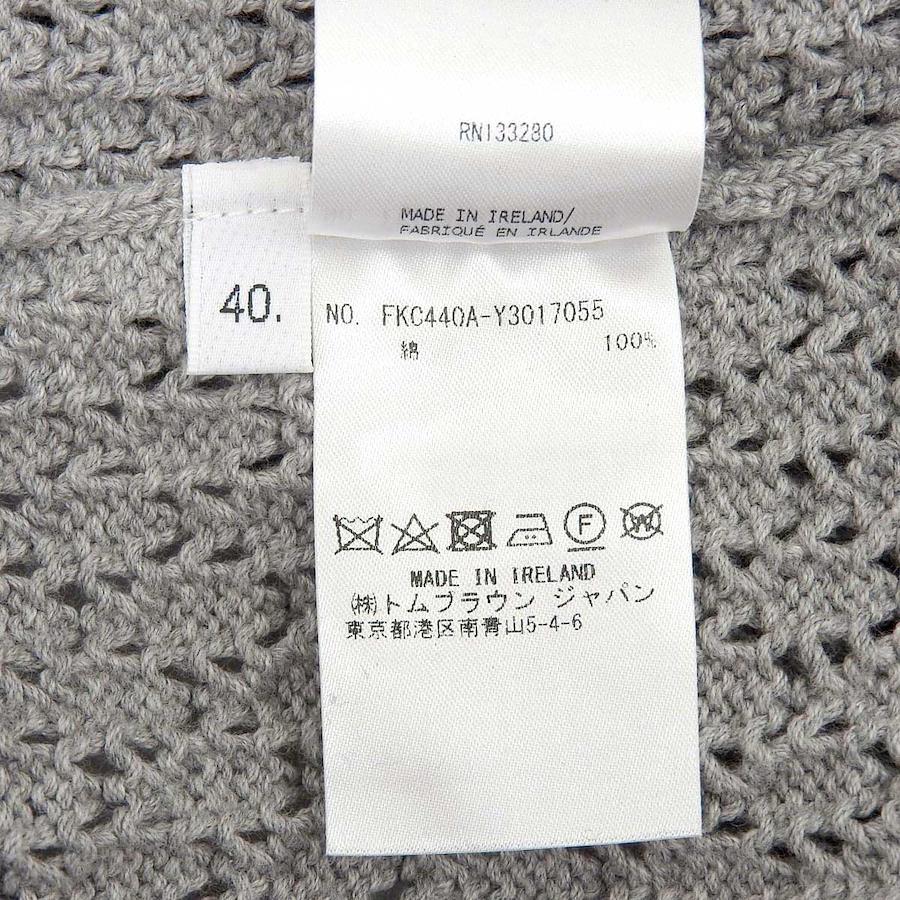 RN133280
MADE IN IRELAND/
FABRIQUÉ EN IRLANDE
40.
NO. FKC440A-Y3017055
綿 100%
F W
MADE IN IRELAND
㈱トムブラウン ジャパン
東京都港区南青山5-4-6